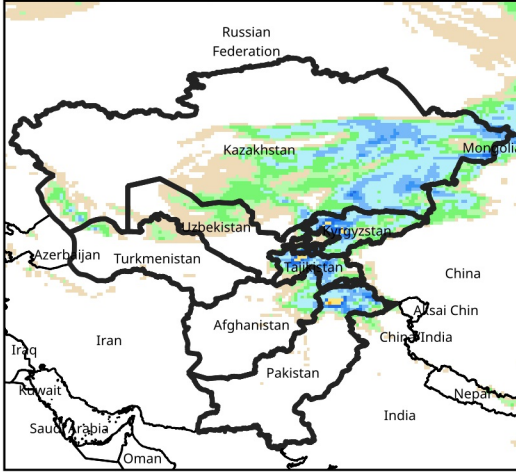 Russian
Federation
Kazakhstan
Mongolia
Uzbekistan
Kyrgyzstan
Azerbaijan
Turkmenistan
Tajikistan
China
Afghanistan
Aksai Chin
Iran
China/India
Iraq
Pakistan
Kuwait
Nepal
India
Saudi Arabia
Oman